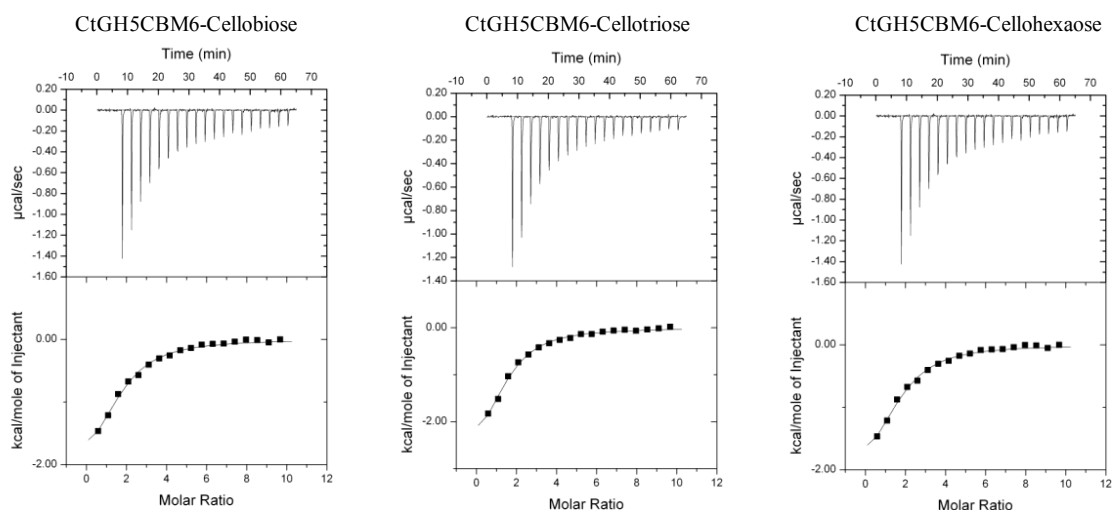 CtGH5CBM6-Cellobiose
Time (min)
-10 0 10 20 30 40 50 60 70
0.20
0.00
-0.20
-0.40
-0.60
-0.80
-1.00
-1.20
-1.40
-1.60
µcal/sec
0.00
-2.00
kcal/mole of Injectant
0 2 4 6 8 10 12
Molar Ratio
CtGH5CBM6-Cellotriose
Time (min)
-10 0 10 20 30 40 50 60 70
0.20
0.00
-0.20
-0.40
-0.60
-0.80
-1.00
-1.20
-1.40
µcal/sec
0.00
-2.00
kcal/mole of Injectant
0 2 4 6 8 10 12
Molar Ratio
CtGH5CBM6-Cellohexaose
Time (min)
-10 0 10 20 30 40 50 60 70
0.20
0.00
-0.20
-0.40
-0.60
-0.80
-1.00
-1.20
-1.40
-1.60
µcal/sec
0.00
-2.00
kcal/mole of Injectant
0 2 4 6 8 10 12
Molar Ratio